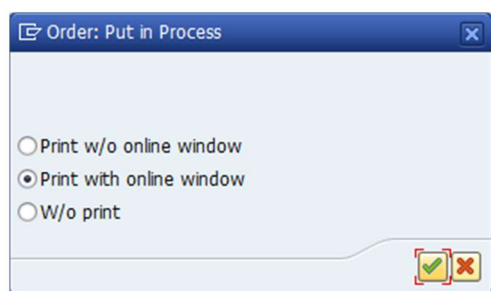 Order: Put in Process
Print w/o online window
Print with online window
W/o print